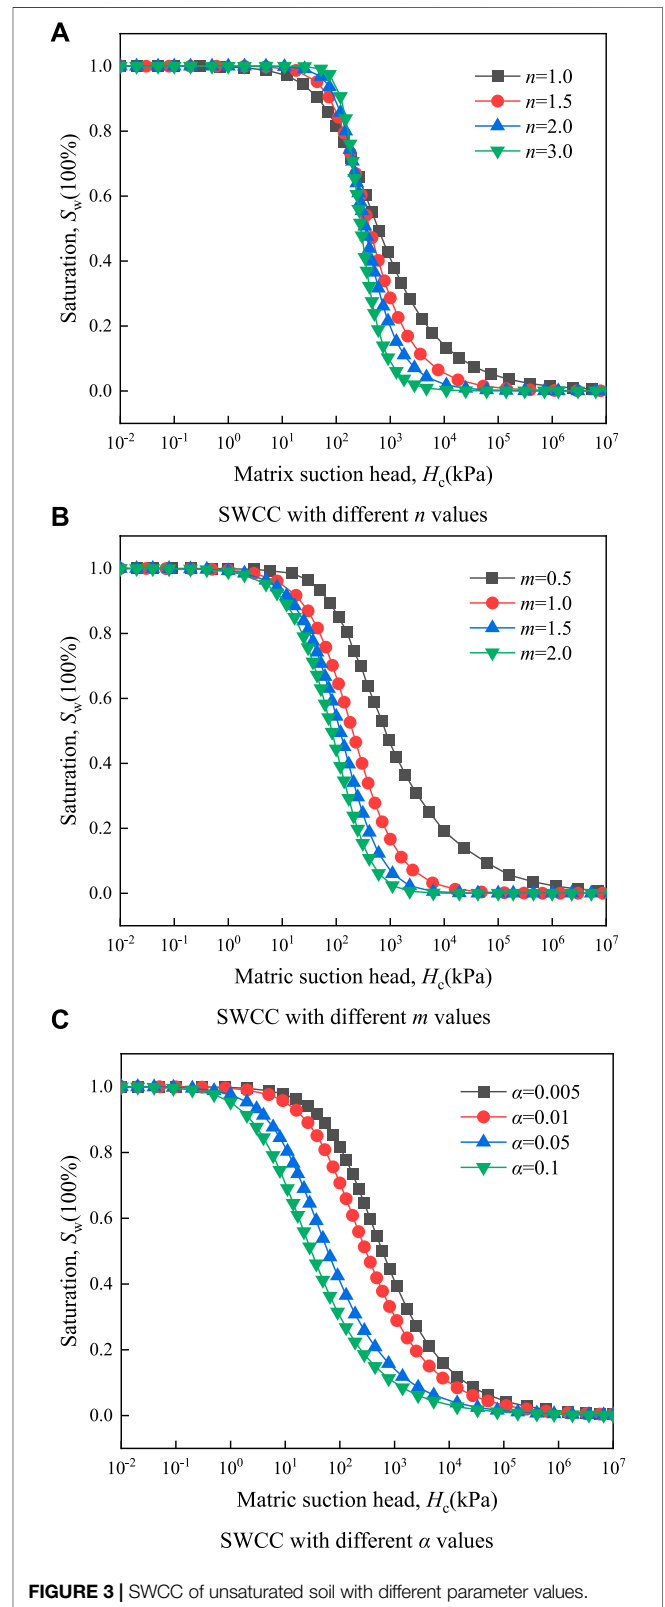 A
1.0
0.8
0.6
0.4
0.2
0.0
Saturation, Sw(100%)
n=1.0
n=1.5
n=2.0
n=3.0
10-2 10-1 100 101 102 103 104 105 106 107
Matrix suction head, Hc(kPa)
SWCC with different n values
B
1.0
0.8
0.6
0.4
0.2
0.0
Saturation, Sw(100%)
m=0.5
m=1.0
m=1.5
m=2.0
10-2 10-1 100 101 102 103 104 105 106 107
Matric suction head, Hc(kPa)
SWCC with different m values
C
1.0
0.8
0.6
0.4
0.2
0.0
Saturation, Sw(100%)
α=0.005
α=0.01
α=0.05
α=0.1
10-2 10-1 100 101 102 103 104 105 106 107
Matric suction head, Hc(kPa)
SWCC with different α values
FIGURE 3 | SWCC of unsaturated soil with different parameter values.